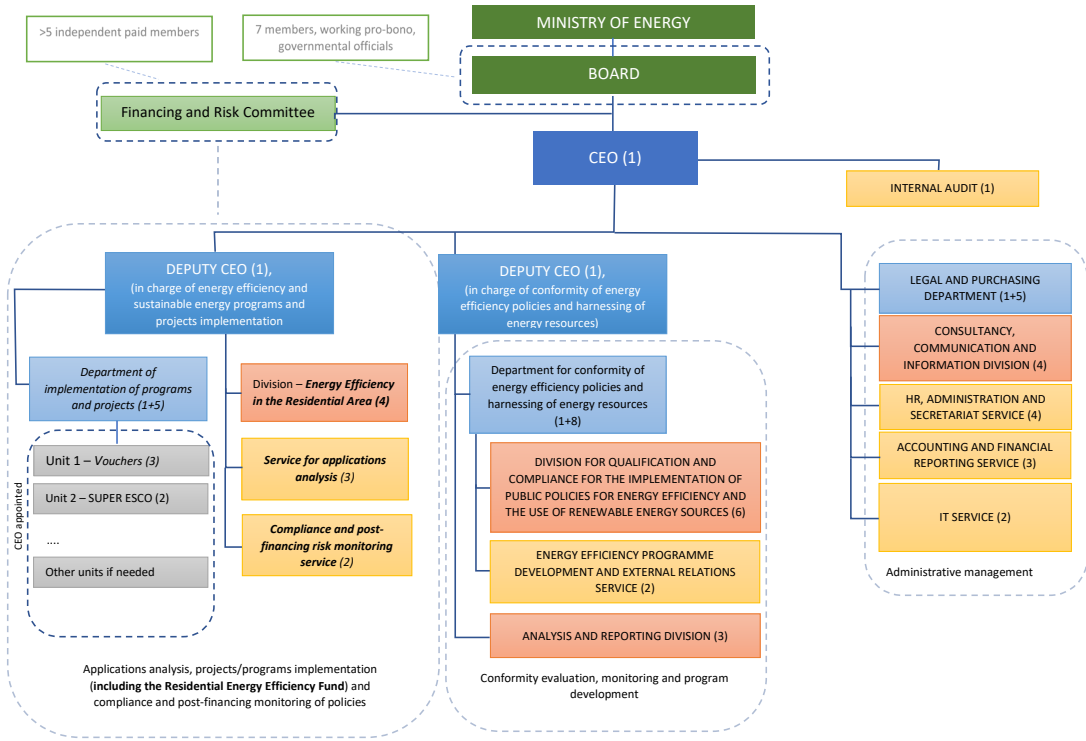 MINISTRY OF ENERGY
>5 independent paid members
7 members, working pro-bono,
governmental officials
BOARD
Financing and Risk Committee
CEO (1)
INTERNAL AUDIT (1)
DEPUTY CEO (1),
(in charge of energy efficiency and
sustainable energy programs and
projects implementation
DEPUTY CEO (1),
(in charge of conformity of energy
efficiency policies and harnessing of
energy resources)
LEGAL AND PURCHASING
DEPARTMENT (1+5)
CONSULTANCY,
COMMUNICATION AND
INFORMATION DIVISION (4)
HR, ADMINISTRATION AND
SECRETARIAT SERVICE (4)
ACCOUNTING AND FINANCIAL
REPORTING SERVICE (3)
IT SERVICE (2)
Administrative management
Department of
implementation of programs
and projects (1+5)
CEO appointed
Unit 1 – Vouchers (3)
Unit 2 – SUPER ESCO (2)
....
Other units if needed
Division – Energy Efficiency
in the Residential Area (4)
Service for applications
analysis (3)
Compliance and post-
financing risk monitoring
service (2)
Applications analysis, projects/programs implementation
(including the Residential Energy Efficiency Fund) and
compliance and post-financing monitoring of policies
Department for conformity of
energy efficiency policies and
harnessing of energy resources
(1+8)
DIVISION FOR QUALIFICATION AND
COMPLIANCE FOR THE IMPLEMENTATION OF
PUBLIC POLICIES FOR ENERGY EFFICIENCY AND
THE USE OF RENEWABLE ENERGY SOURCES (6)
ENERGY EFFICIENCY PROGRAMME
DEVELOPMENT AND EXTERNAL RELATIONS
SERVICE (2)
ANALYSIS AND REPORTING DIVISION (3)
Conformity evaluation, monitoring and program
development